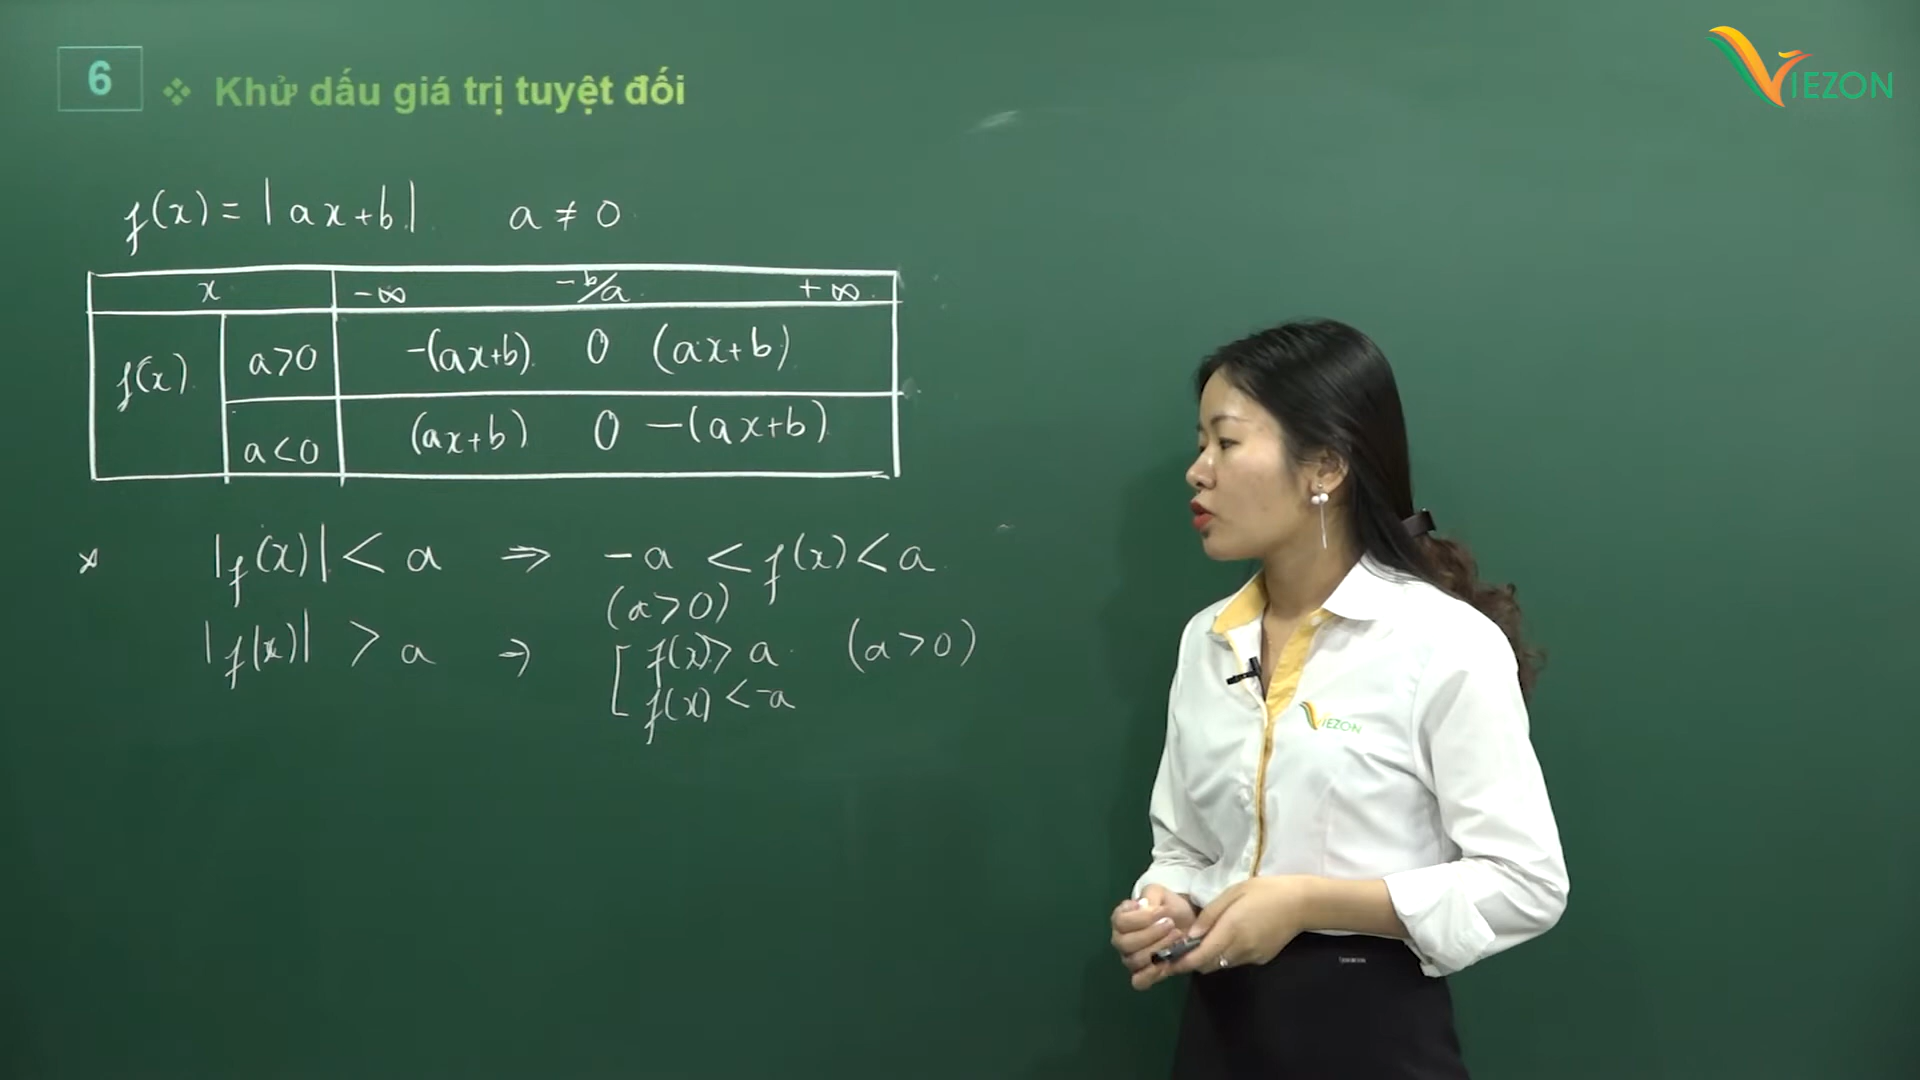 6 ❖ Khử dấu giá trị tuyệt đối
VIEZON
f(x) = |ax+b| a ≠ 0
x -∞ -b/a +∞
f(x) a>0 -(ax+b) 0 (ax+b)
a<0 (ax+b) 0 -(ax+b)
* |f(x)| < a ⇒ -a < f(x) < a
(a>0)
|f(x)| > a ⇒ [ f(x) > a (a>0)
f(x) < -a
VIEZON